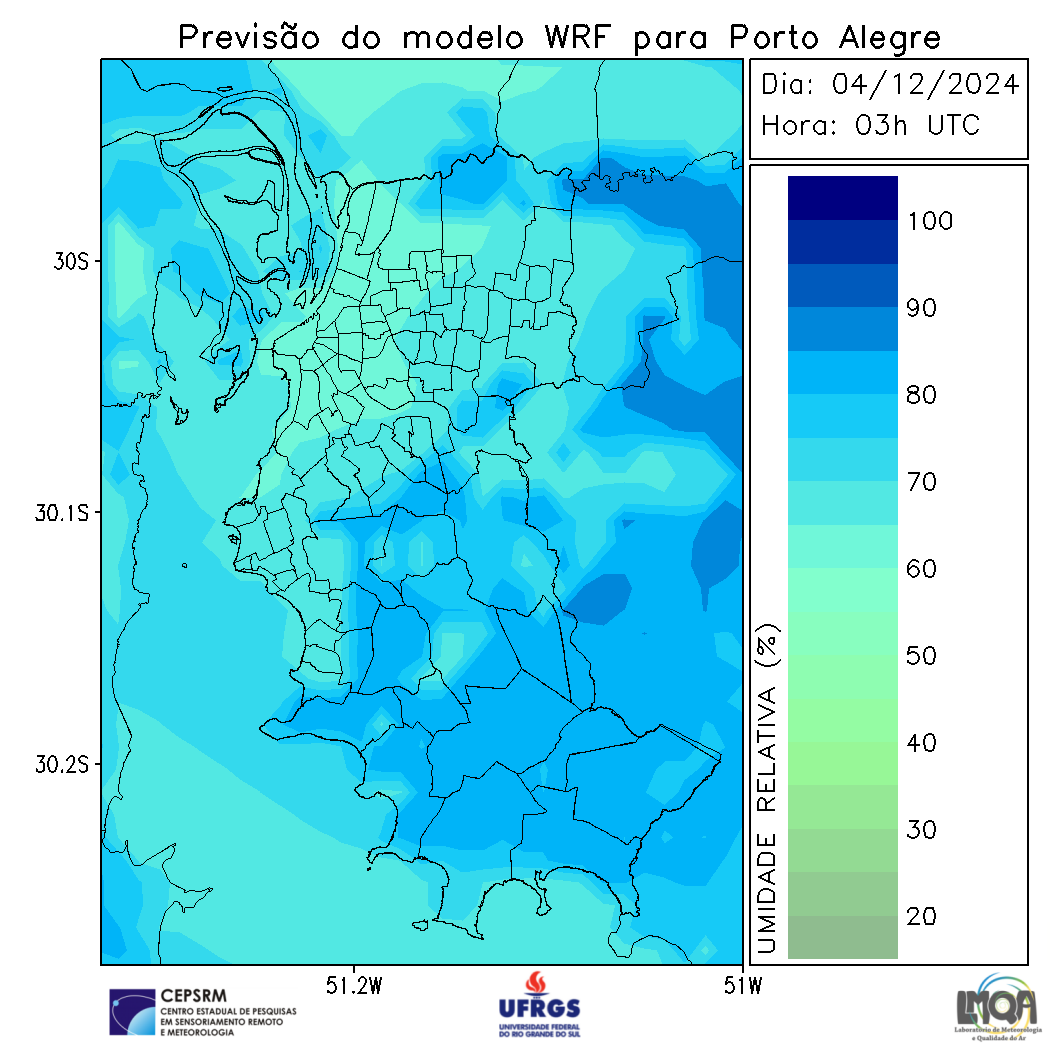 Previsão do modelo WRF para Porto Alegre
Dia: 04/12/2024
Hora: 03h UTC
30S
30.1S
30.2S
51.2W
51W
UMIDADE RELATIVA (%)
100
90
80
70
60
50
40
30
20
CEPSRM
CENTRO ESTADUAL DE PESQUISAS
EM SENSORIAMENTO REMOTO
E METEOROLOGIA
UFRGS
UNIVERSIDADE FEDERAL
DO RIO GRANDE DO SUL
LMQA
Laboratório de Meteorologia
e Qualidade do Ar